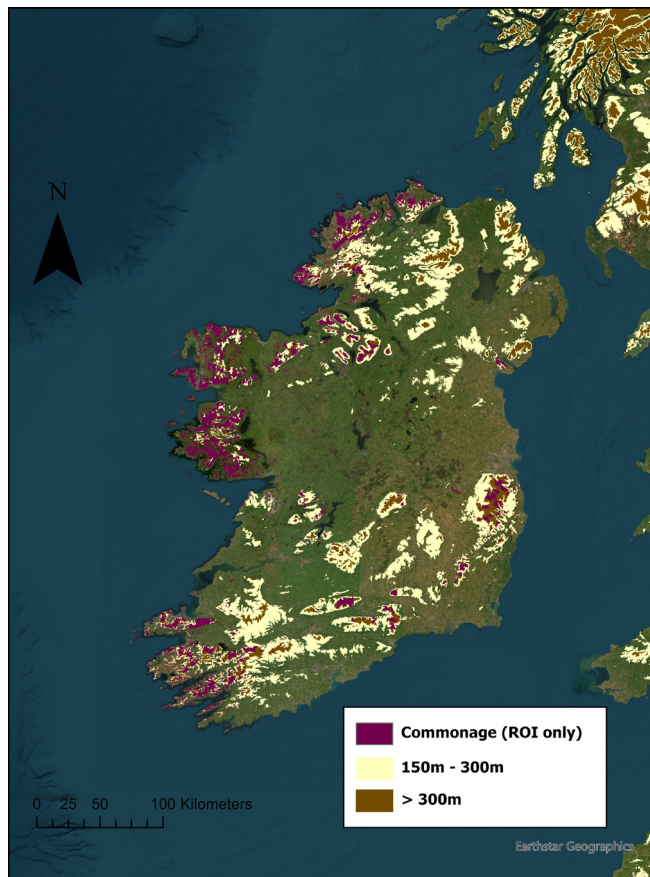 N
Commonage (ROI only)
150m - 300m
> 300m
0 25 50 100 Kilometers
Earthstar Geographics